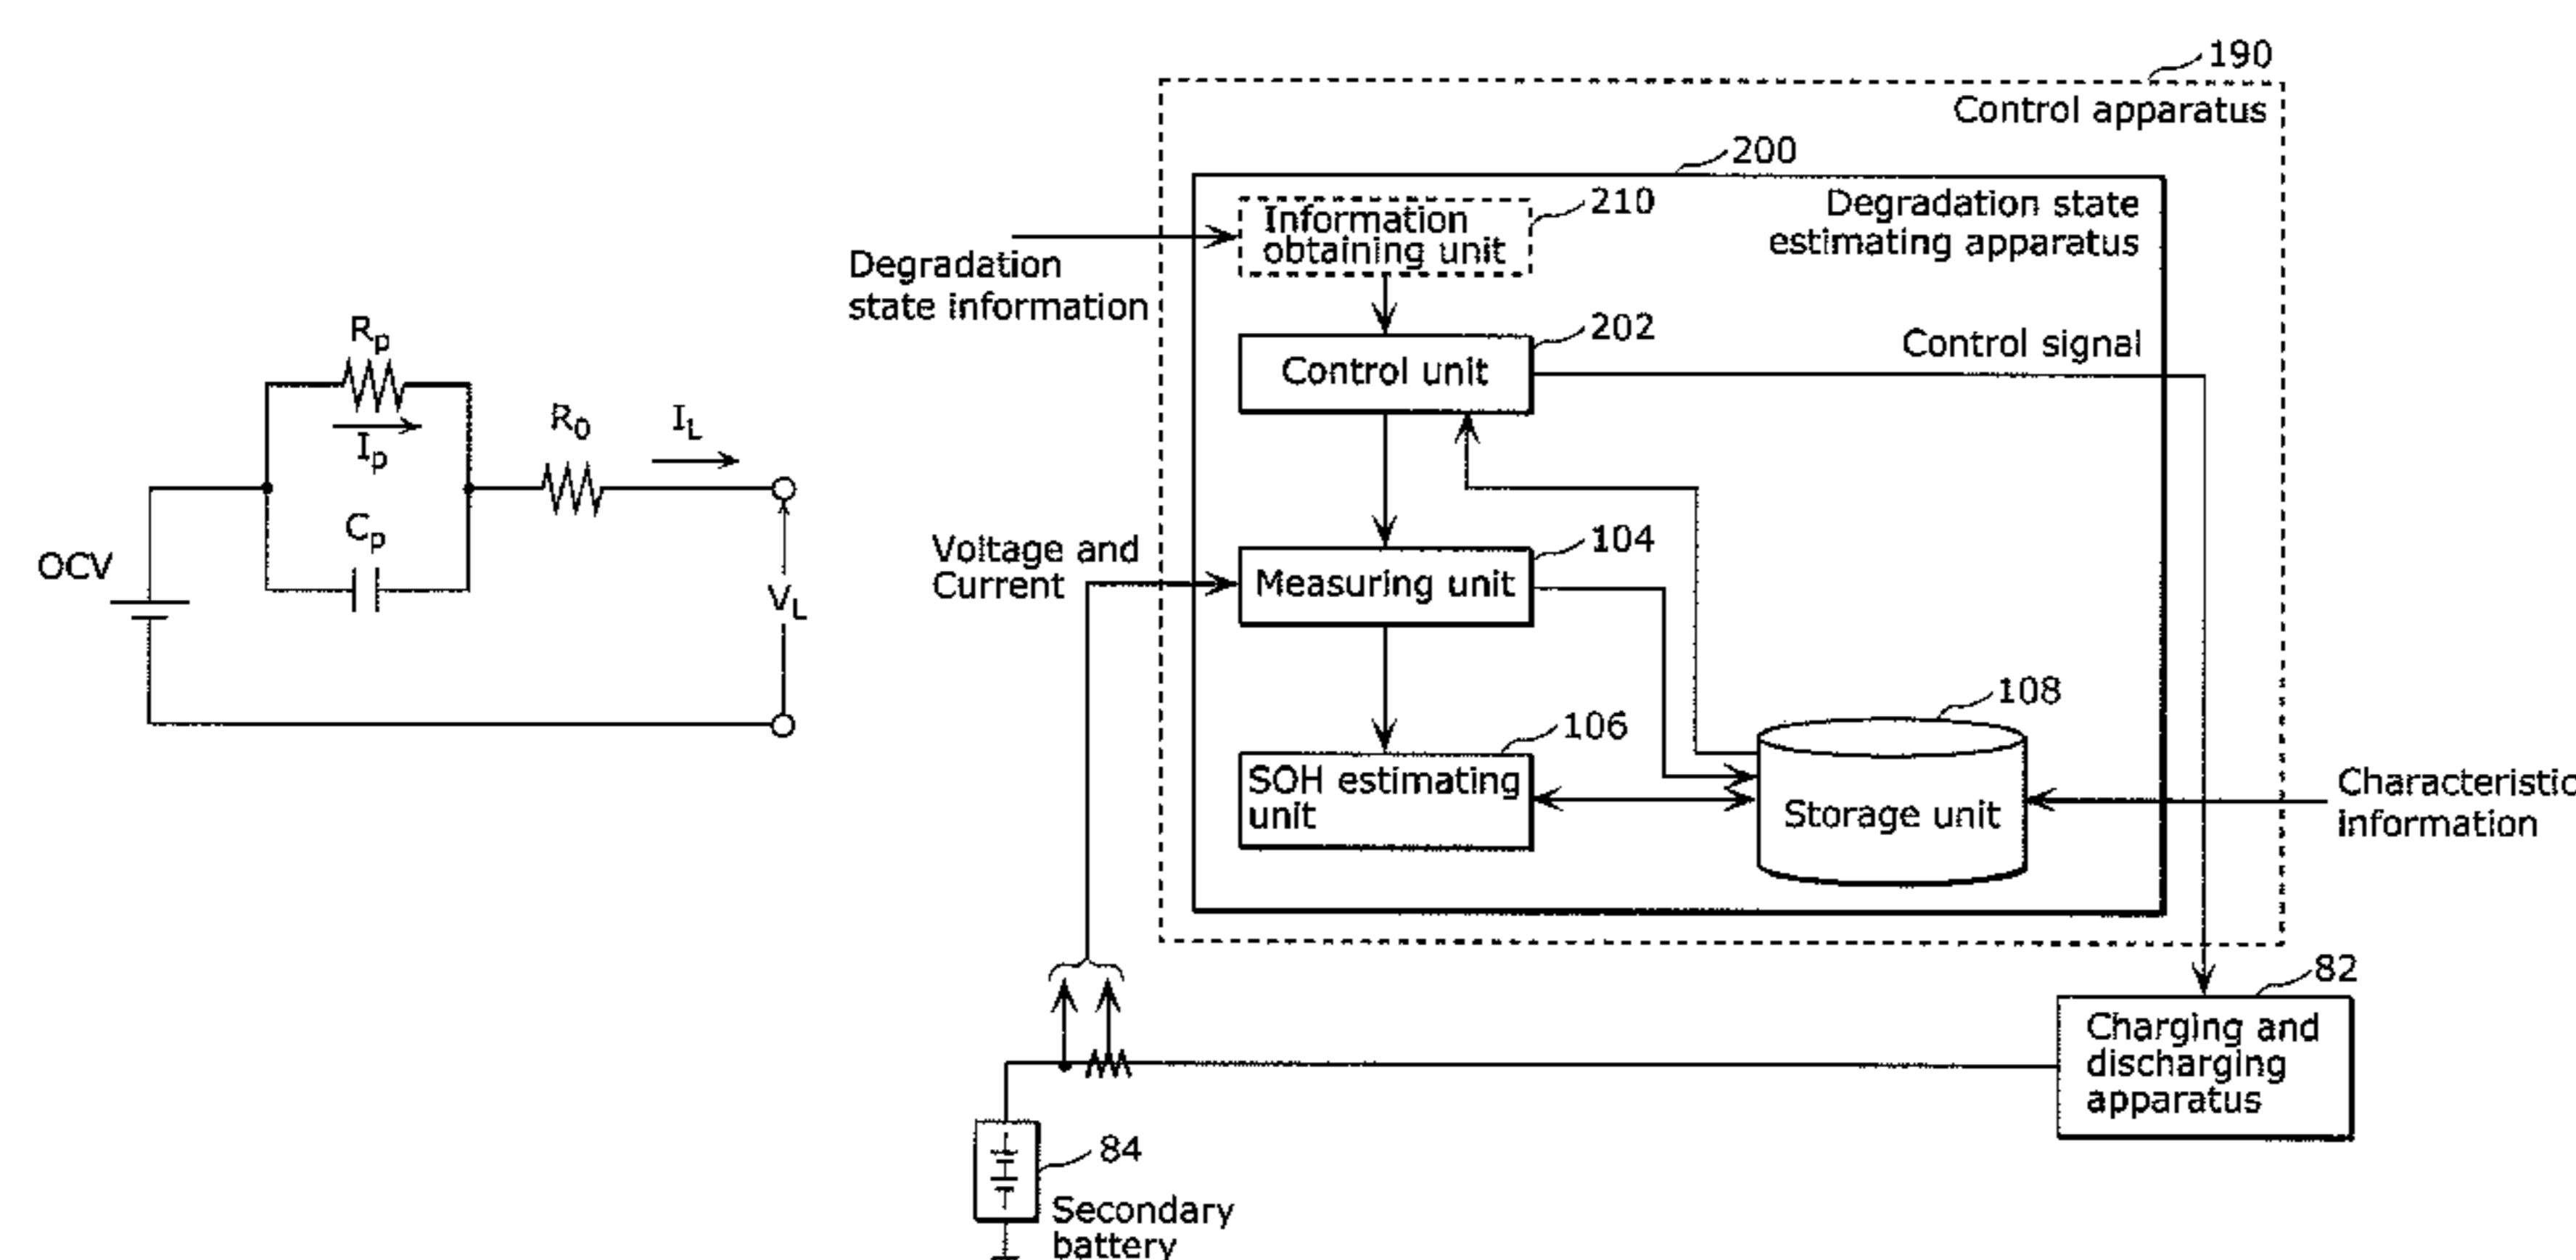 Rp
Ip
R0
IL
Cp
OCV
VL
190
Control apparatus
200
Degradation state
estimating apparatus
Information
obtaining unit
210
Degradation
state information
Control unit
202
Control signal
Voltage and
Current
Measuring unit
104
SOH estimating
unit
106
108
Storage unit
Characteristic
information
82
Charging and
discharging
apparatus
84
Secondary
battery